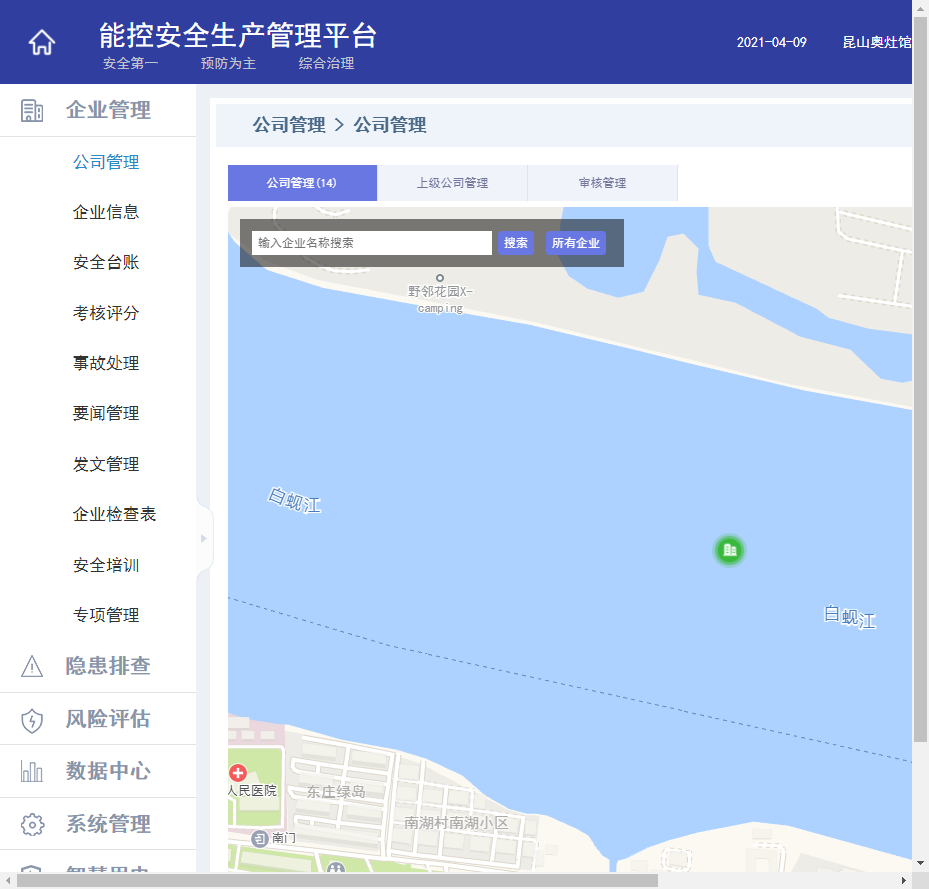 能控安全生产管理平台
安全第一 预防为主 综合治理
2021-04-09 昆山奥灶馆
企业管理
公司管理
企业信息
安全台账
考核评分
事故处理
要闻管理
发文管理
企业检查表
安全培训
专项管理
隐患排查
风险评估
数据中心
系统管理
公司管理 > 公司管理
公司管理(14) 上级公司管理 审核管理
输入企业名称搜索 搜索 所有企业
野邻花园X-
camping
白蚬江
白蚬江
人民医院
东庄绿岛
南湖村南湖小区
南门